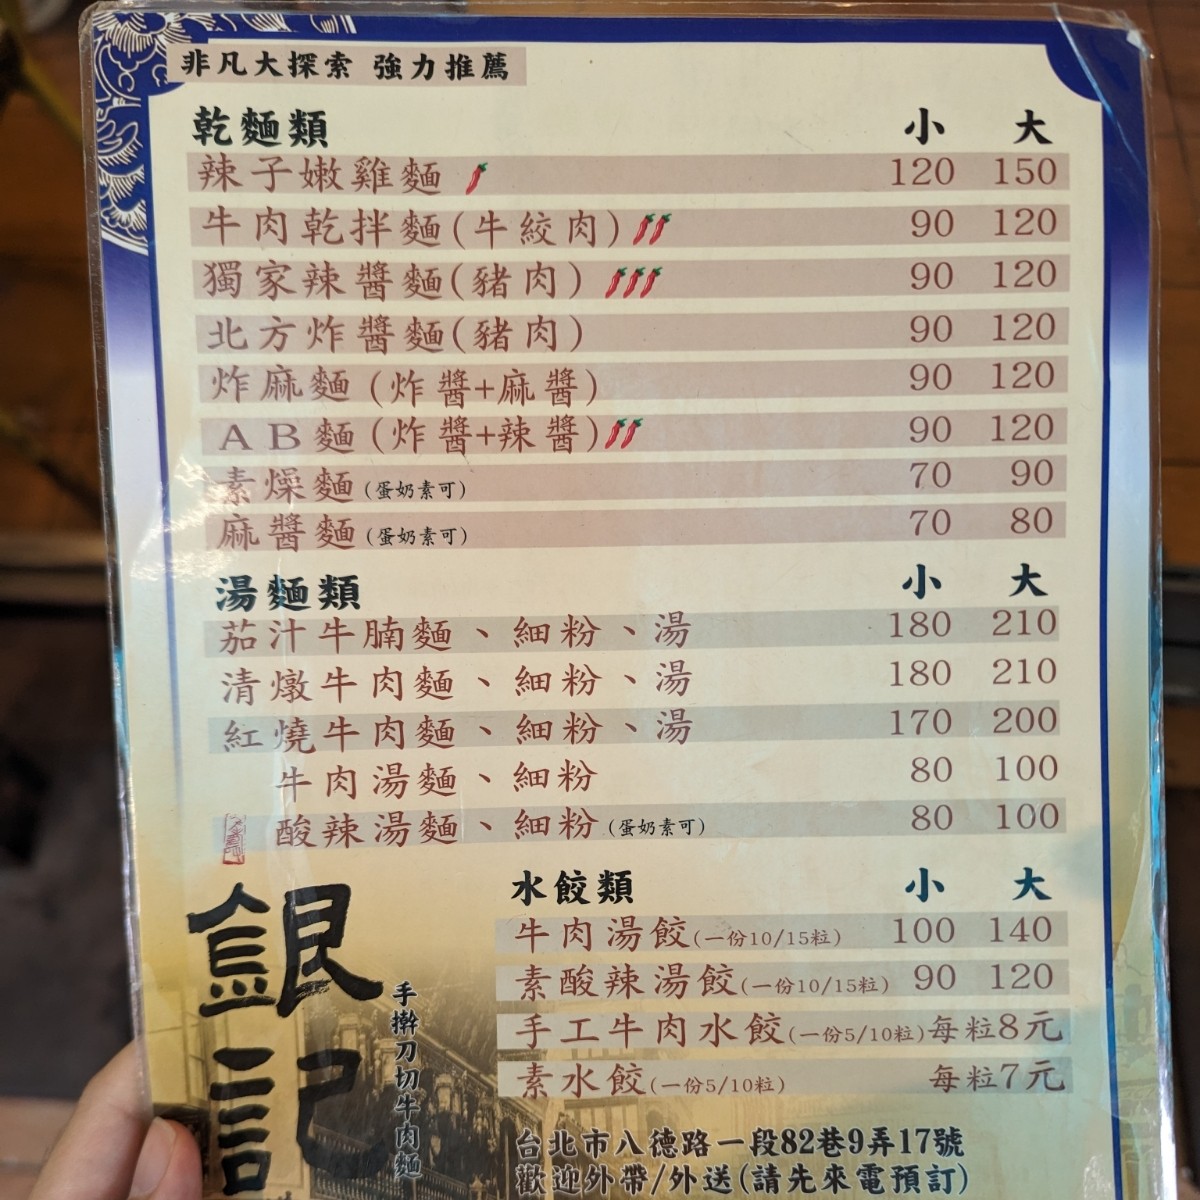 非凡大探索 強力推薦
乾麵類 小 大
辣子嫩雞麵 120 150
牛肉乾拌麵(牛絞肉) 90 120
獨家辣醬麵(豬肉) 90 120
北方炸醬麵(豬肉) 90 120
炸麻麵(炸醬+麻醬) 90 120
AB麵(炸醬+辣醬) 90 120
素燥麵(蛋奶素可) 70 90
麻醬麵(蛋奶素可) 70 80
湯麵類 小 大
茄汁牛腩麵、細粉、湯 180 210
清燉牛肉麵、細粉、湯 180 210
紅燒牛肉麵、細粉、湯 170 200
牛肉湯麵、細粉 80 100
酸辣湯麵、細粉(蛋奶素可) 80 100
水餃類 小 大
牛肉湯餃(一份10/15粒) 100 140
素酸辣湯餃(一份10/15粒) 90 120
手工牛肉水餃(一份5/10粒)每粒8元
素水餃(一份5/10粒) 每粒7元
銀記
手擀刀切牛肉麵
台北市八德路一段82巷9弄17號
歡迎外帶/外送(請先來電預訂)